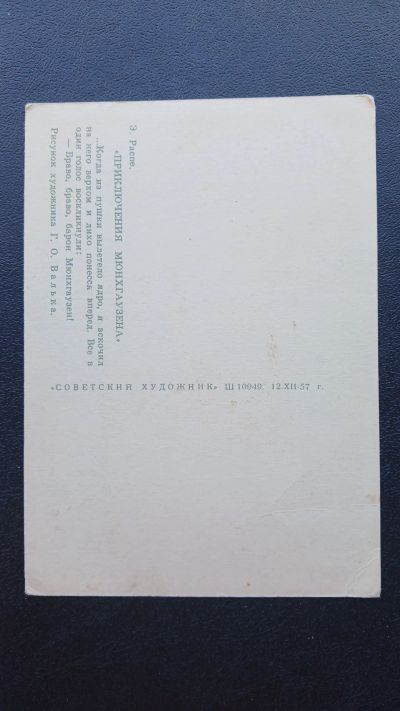 Э. Распе.
«ПРИКЛЮЧЕНИЯ МЮНХГАУЗЕНА»
...Когда из пушки вылетело ядро, я вскочил
на него верхом и лихо понесся вперед. Все в
один голос воскликнули:
— Браво, браво, барон Мюнхгаузен!
Рисунок художника Г. О. Валька.
«СОВЕТСКИЙ ХУДОЖНИК» Ш 10949. 12.XII-57 г.